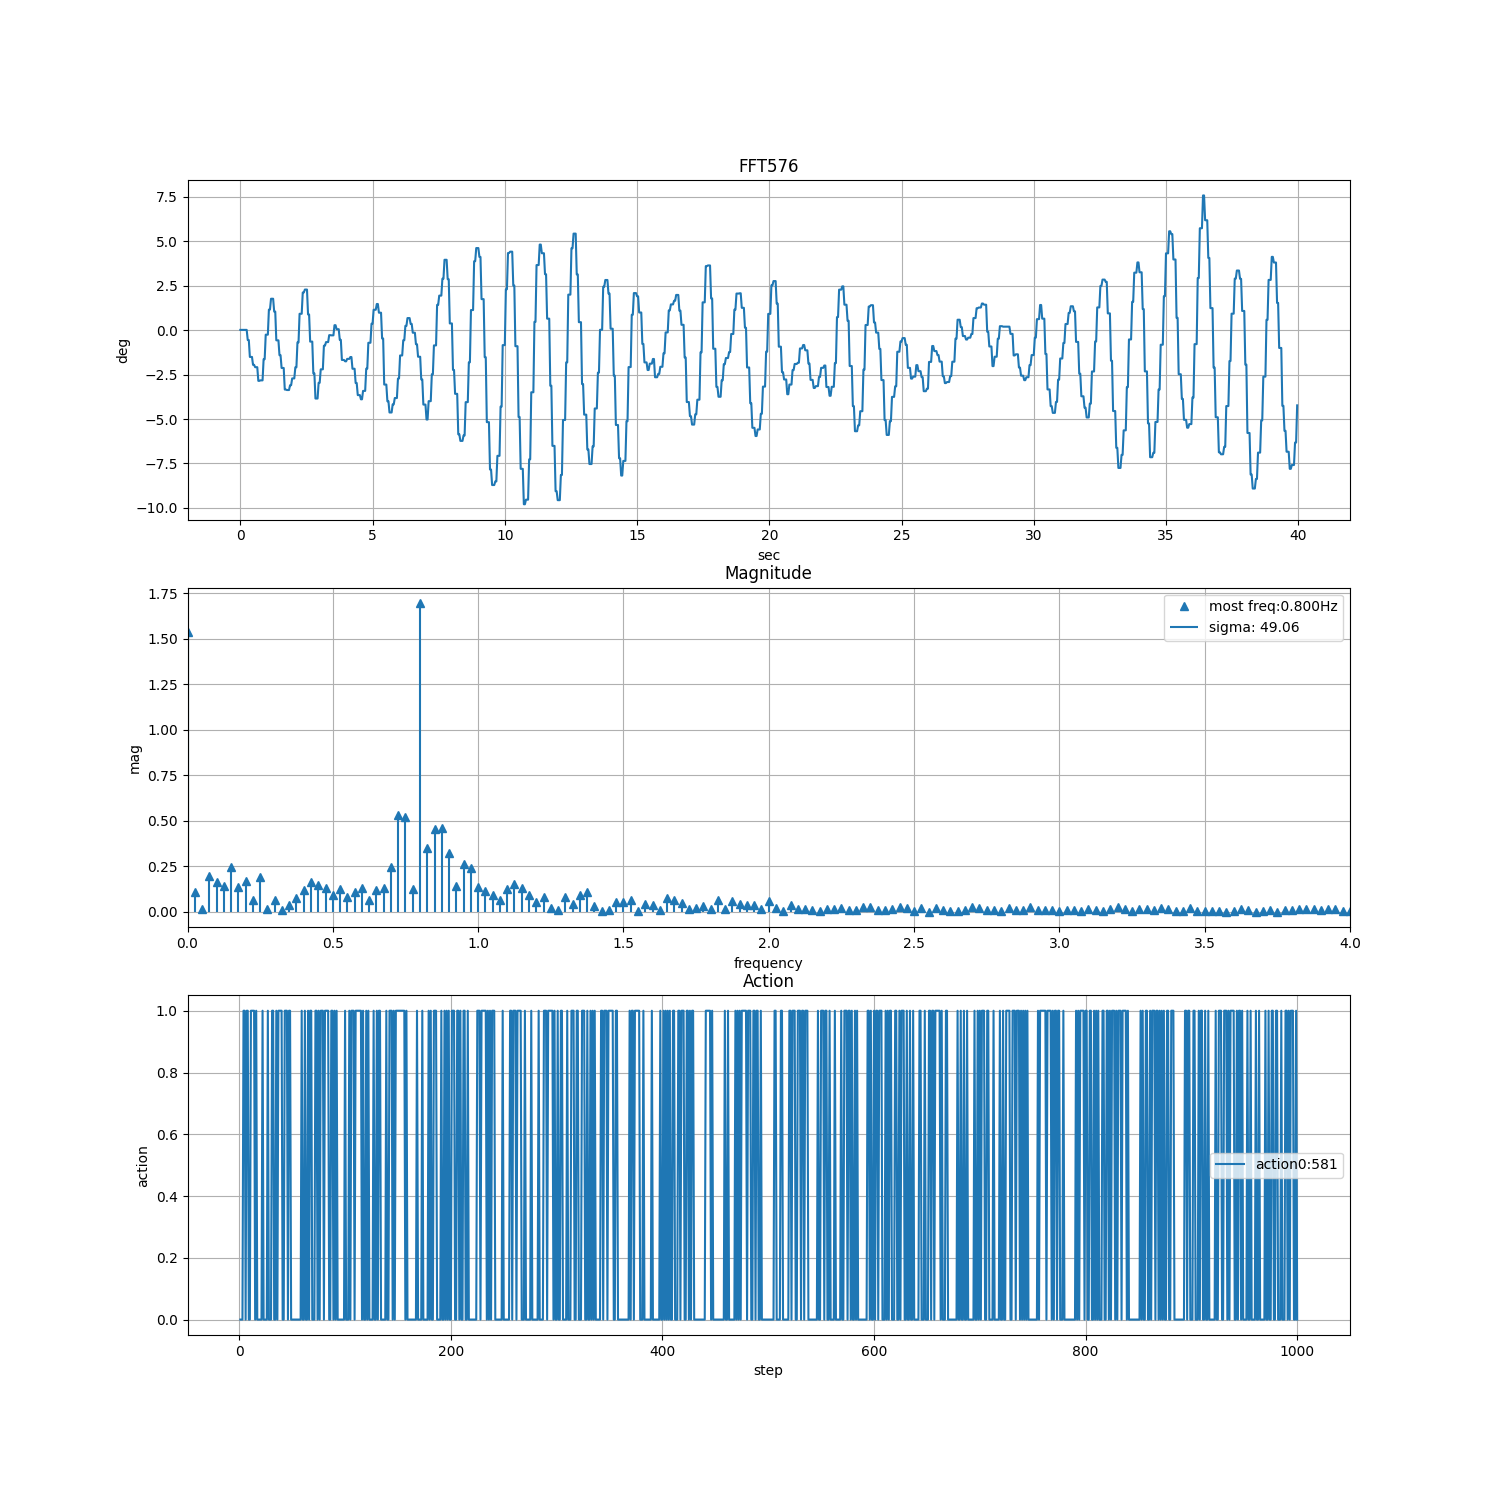 FFT576
7.5
5.0
2.5
0.0
−2.5
−5.0
−7.5
−10.0
deg
0 5 10 15 20 25 30 35 40
sec
Magnitude
1.75
1.50
1.25
1.00
0.75
0.50
0.25
0.00
mag
most freq:0.800Hz
sigma: 49.06
0.0 0.5 1.0 1.5 2.0 2.5 3.0 3.5 4.0
frequency
Action
1.0
0.8
0.6
0.4
0.2
0.0
action
action0:581
0 200 400 600 800 1000
step